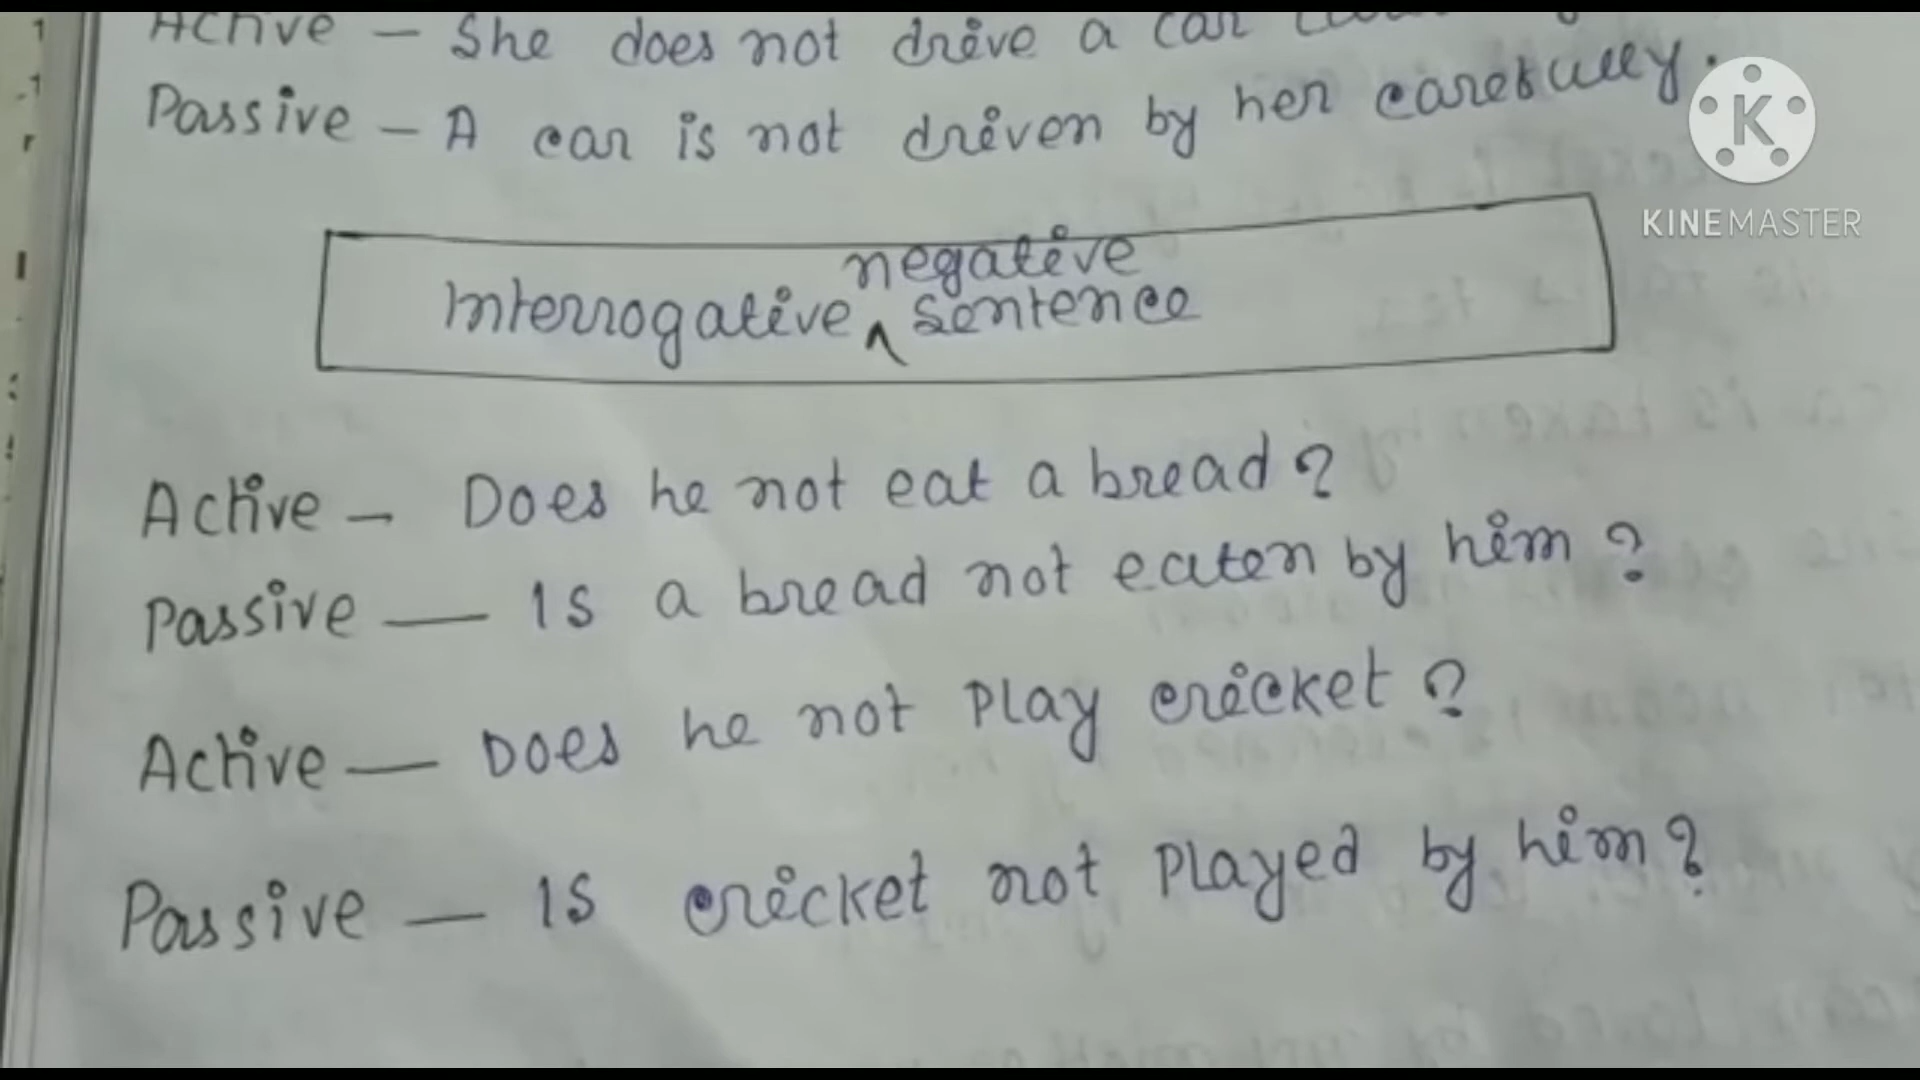 Active - She does not drive a car
Passive - A car is not driven by her carefully.
KINEMASTER
Interrogative ^ negative sentence
Active - Does he not eat a bread?
Passive - Is a bread not eaten by him?
Active - Does he not Play cricket?
Passive - Is cricket not Played by him?